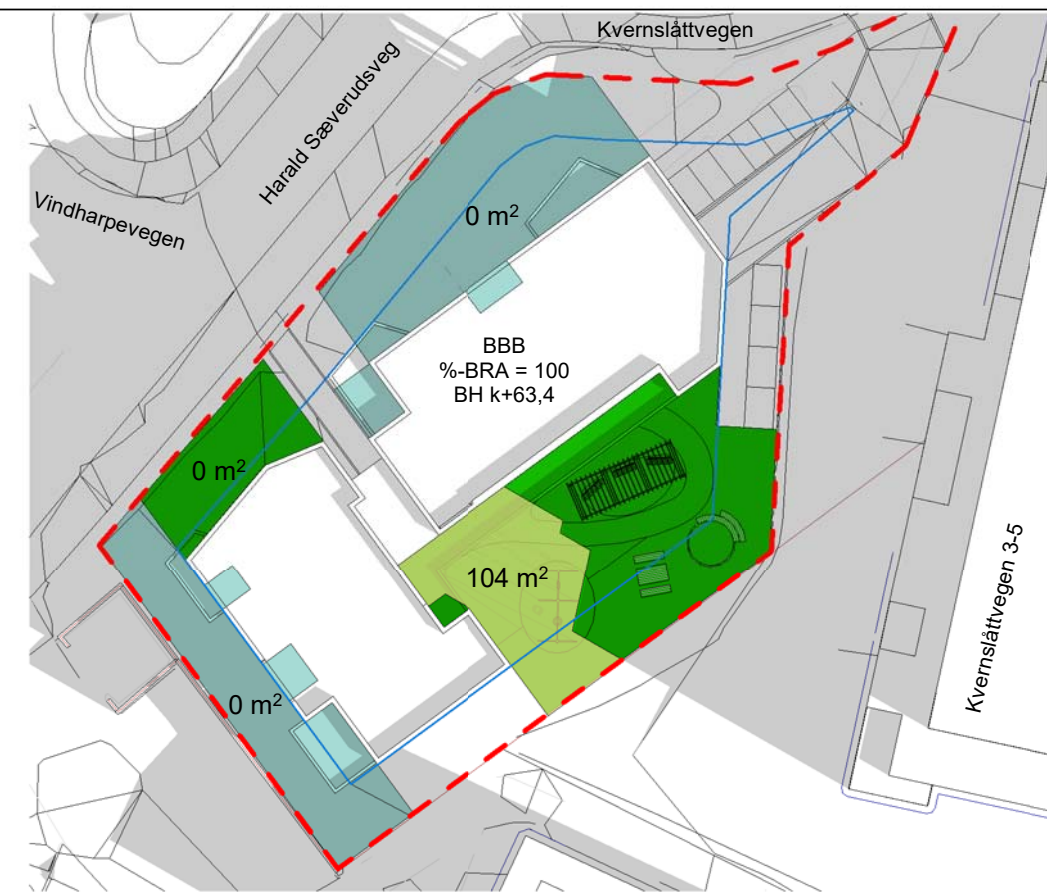 Kvernslåttvegen
Harald Sæverudsveg
Vindharpevegen
0 m²
BBB
%-BRA = 100
BH k+63,4
0 m²
104 m²
0 m²
Kvernslåttvegen 3-5